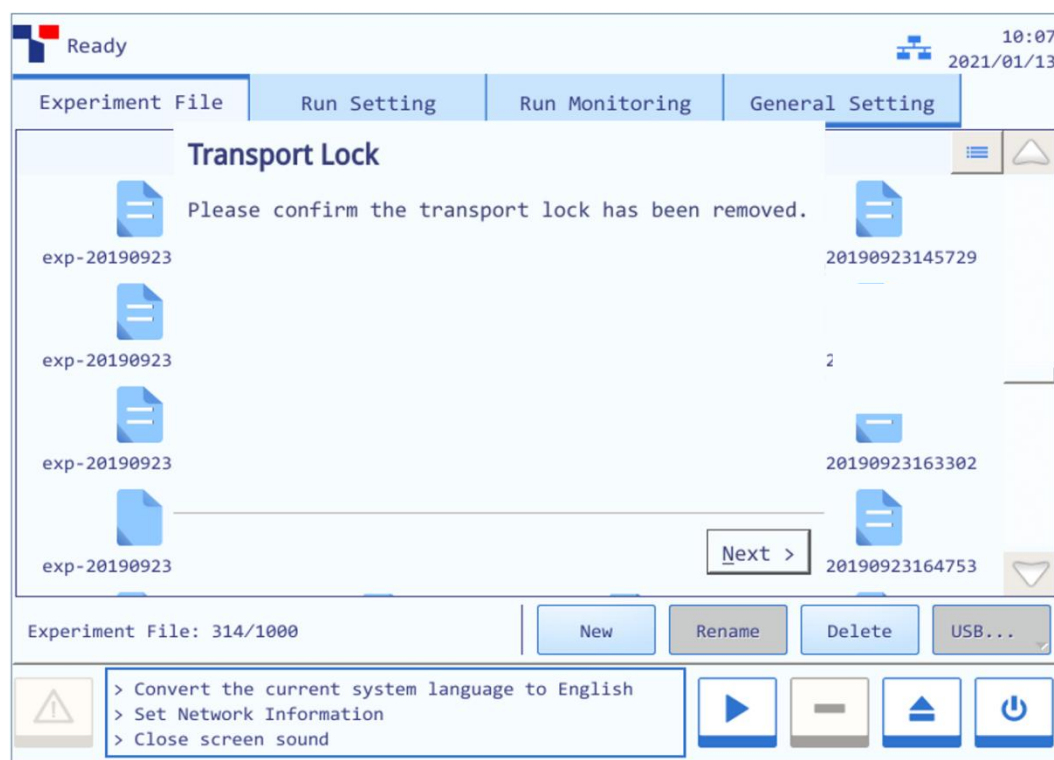 Ready
10:07
2021/01/13
Experiment File
Run Setting
Run Monitoring
General Setting
Transport Lock
Please confirm the transport lock has been removed.
exp-20190923
20190923145729
exp-20190923
2
exp-20190923
20190923163302
exp-20190923
20190923164753
Next >
Experiment File: 314/1000
New
Rename
Delete
USB...
> Convert the current system language to English
> Set Network Information
> Close screen sound